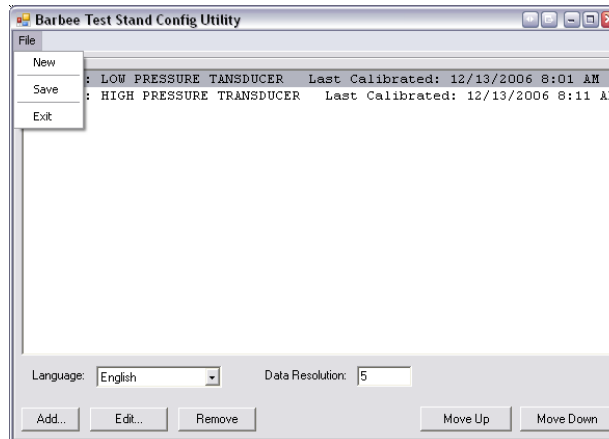 Barbee Test Stand Config Utility
File
New
Save
Exit
: LOW PRESSURE TANSDUCER Last Calibrated: 12/13/2006 8:01 AM
: HIGH PRESSURE TRANSDUCER Last Calibrated: 12/13/2006 8:11 A
Language: English Data Resolution: 5
Add... Edit... Remove Move Up Move Down